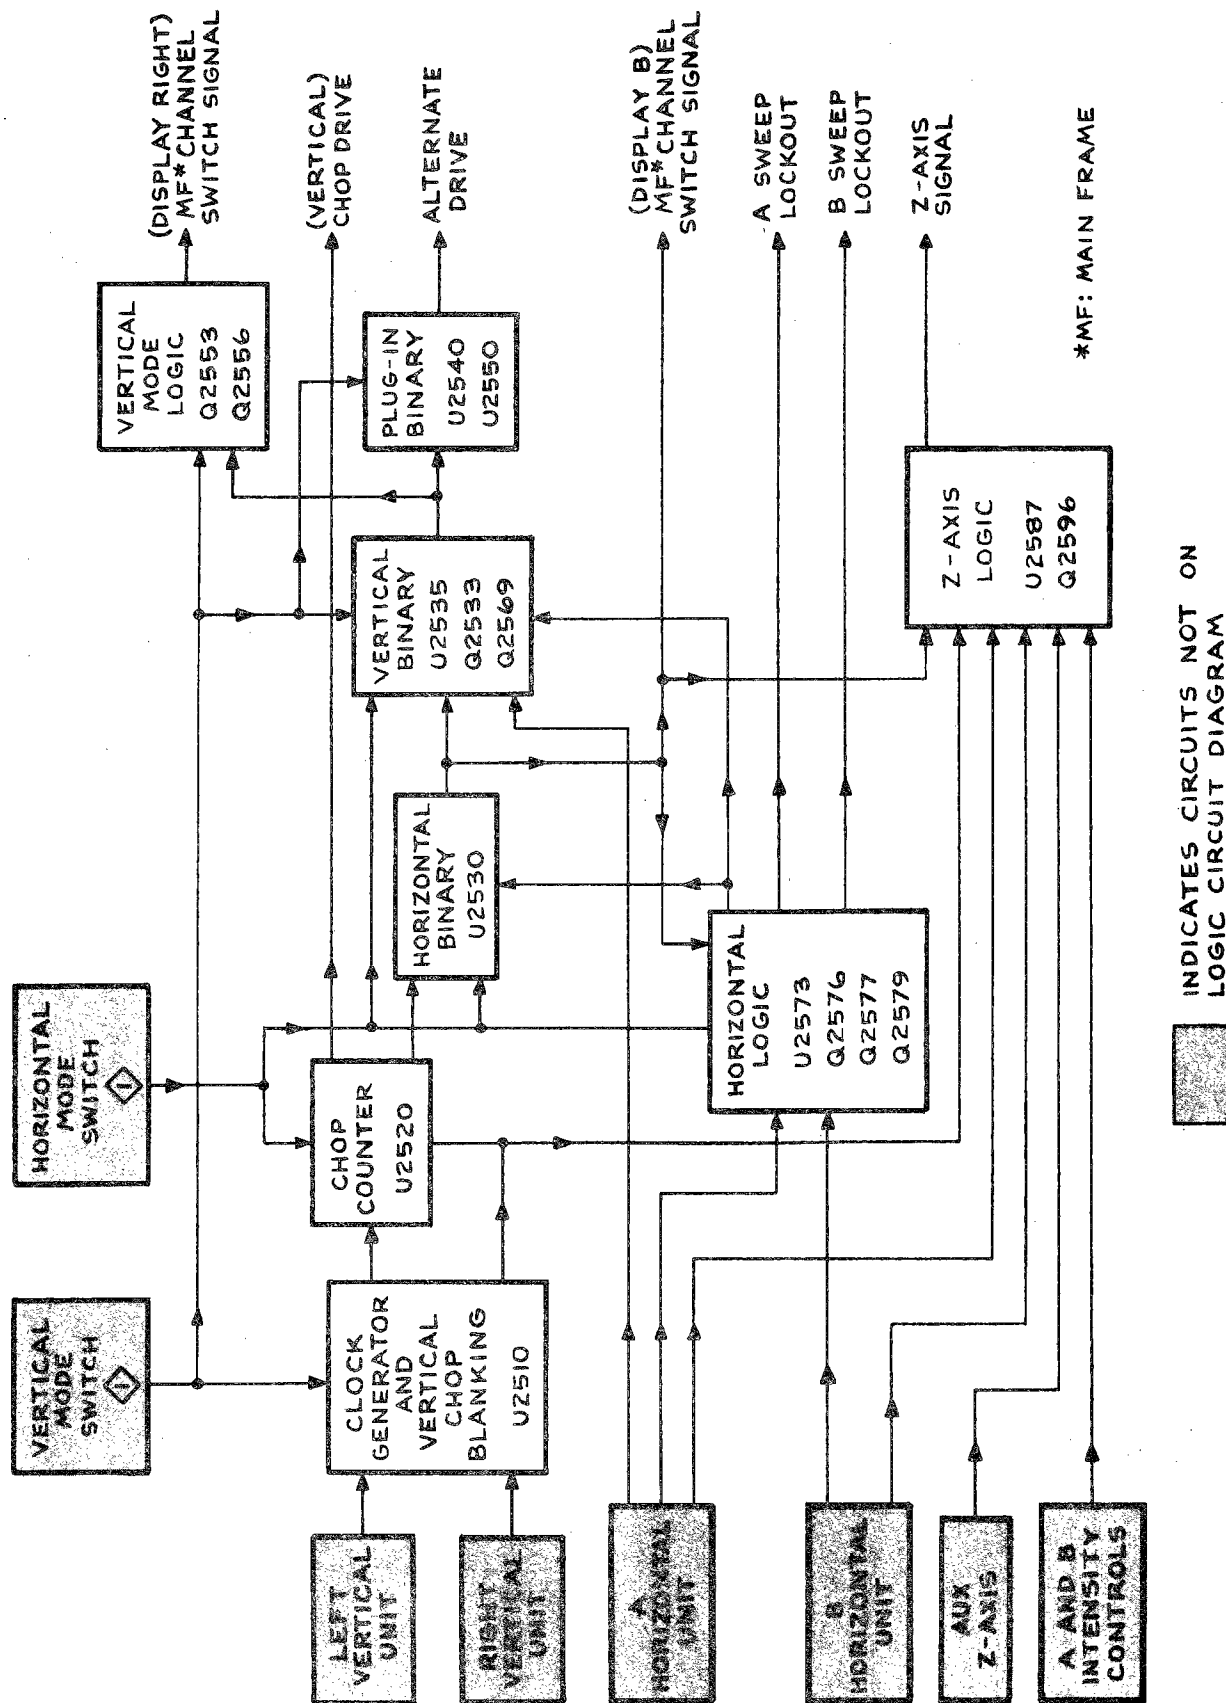 VERTICAL
MODE
SWITCH
1
HORIZONTAL
MODE
SWITCH
1
LEFT
VERTICAL
UNIT
RIGHT
VERTICAL
UNIT
A
HORIZONTAL
UNIT
B
HORIZONTAL
UNIT
AUX
Z-AXIS
A AND B
INTENSITY
CONTROLS
CLOCK
GENERATOR
AND
VERTICAL
CHOP
BLANKING
U2510
CHOP
COUNTER
U2520
HORIZONTAL
BINARY
U2530
HORIZONTAL
LOGIC
U2573
Q2576
Q2577
Q2579
VERTICAL
BINARY
U2535
Q2533
Q2569
VERTICAL
MODE
LOGIC
Q2553
Q2556
PLUG-IN
BINARY
U2540
U2550
Z-AXIS
LOGIC
U2587
Q2596
(DISPLAY RIGHT)
MF* CHANNEL
SWITCH SIGNAL
(VERTICAL)
CHOP DRIVE
ALTERNATE
DRIVE
(DISPLAY B)
MF* CHANNEL
SWITCH SIGNAL
A SWEEP
LOCKOUT
B SWEEP
LOCKOUT
Z-AXIS
SIGNAL
*MF: MAIN FRAME
INDICATES CIRCUITS NOT ON
LOGIC CIRCUIT DIAGRAM